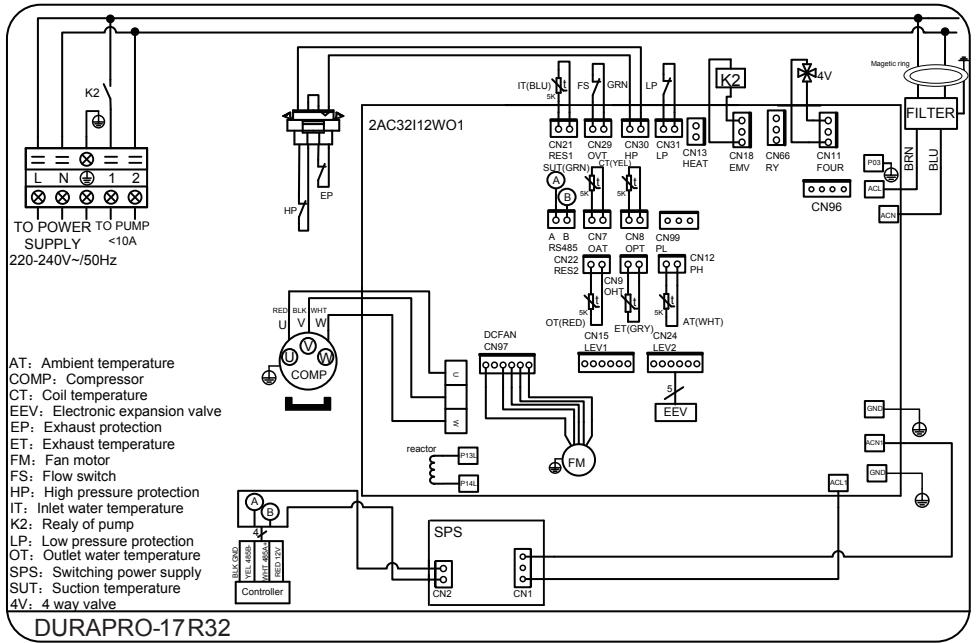 Magetic ring
K2
IT(BLU)
5K
t
FS
GRN
LP
K2
4V
FILTER
BRN
BLU
2AC32I12WO1
CN21
RES1
CN29
OVT
CN30
HP
CN31
LP
CN13
HEAT
CN18
EMV
CN66
RY
CN11
FOUR
P03
ACL
ACN
CN96
L N 1 2
TO POWER
SUPPLY
220-240V~/50Hz
TO PUMP
<10A
HP
EP
SUT(GRN)
CT(YEL)
A
B
5K
t
5K
t
A B
RS485
CN7
OAT
CN8
OPT
CN99
PL
CN22
RES2
CN9
OHT
CN12
PH
5K
t
t
5K
t
OT(RED)
ET(GRY)
AT(WHT)
CN15
LEV1
CN24
LEV2
5
EEV
DCFAN
CN97
FM
RED BLK WHT
U V W
U
V
W
COMP
U
W
reactor
P13L
P14L
GND
ACN1
GND
ACL1
AT: Ambient temperature
COMP: Compressor
CT: Coil temperature
EEV: Electronic expansion valve
EP: Exhaust protection
ET: Exhaust temperature
FM: Fan motor
FS: Flow switch
HP: High pressure protection
IT: Inlet water temperature
K2: Realy of pump
LP: Low pressure protection
OT: Outlet water temperature
SPS: Switching power supply
SUT: Suction temperature
4V: 4 way valve
A
B
4
BLK GND
YEL 485B-
WHT 485A+
RED 12V
Controller
SPS
CN2
CN1
DURAPRO-17R32